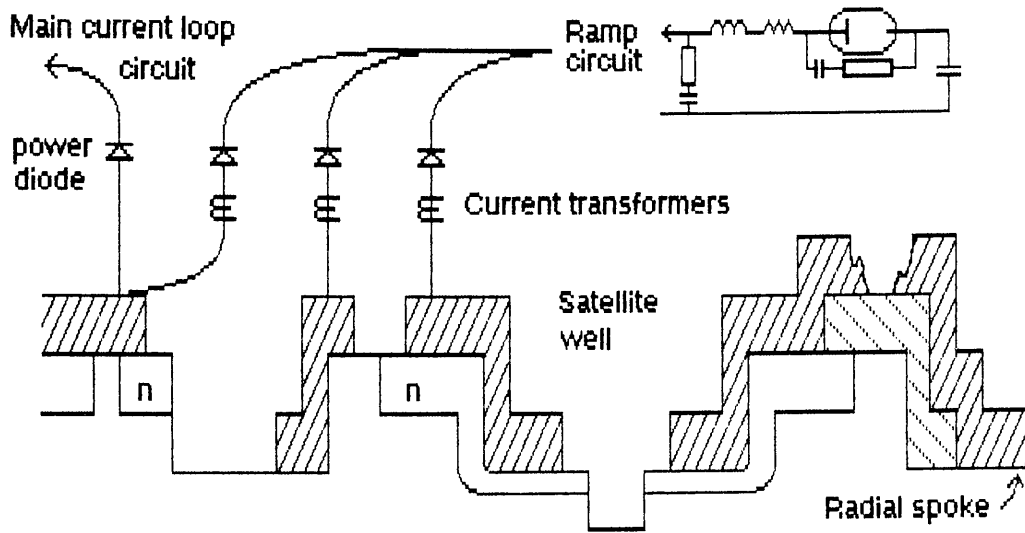 Main current loop
circuit
Ramp
circuit
power
diode
Current transformers
Satellite
well
n
n
Radial spoke